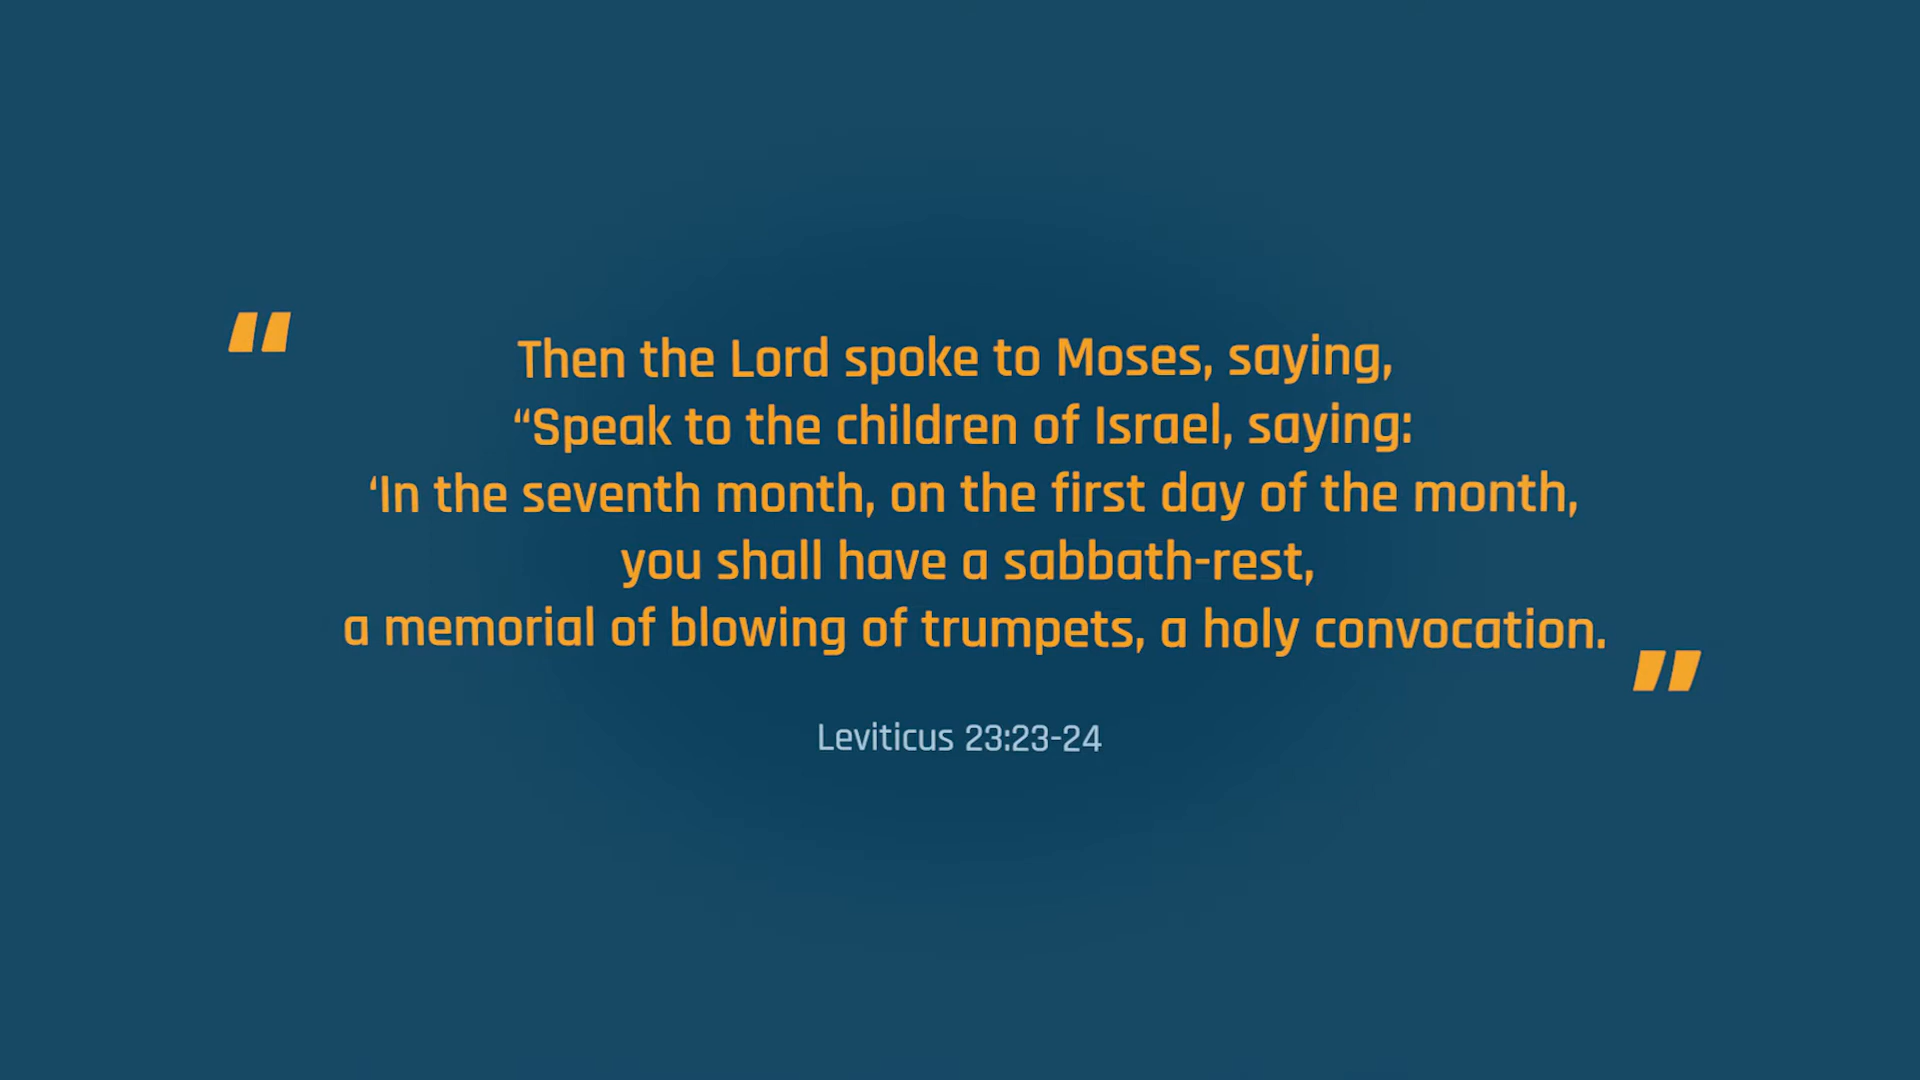 “
Then the Lord spoke to Moses, saying,
“Speak to the children of Israel, saying:
‘In the seventh month, on the first day of the month,
you shall have a sabbath-rest,
a memorial of blowing of trumpets, a holy convocation.
”
Leviticus 23:23-24